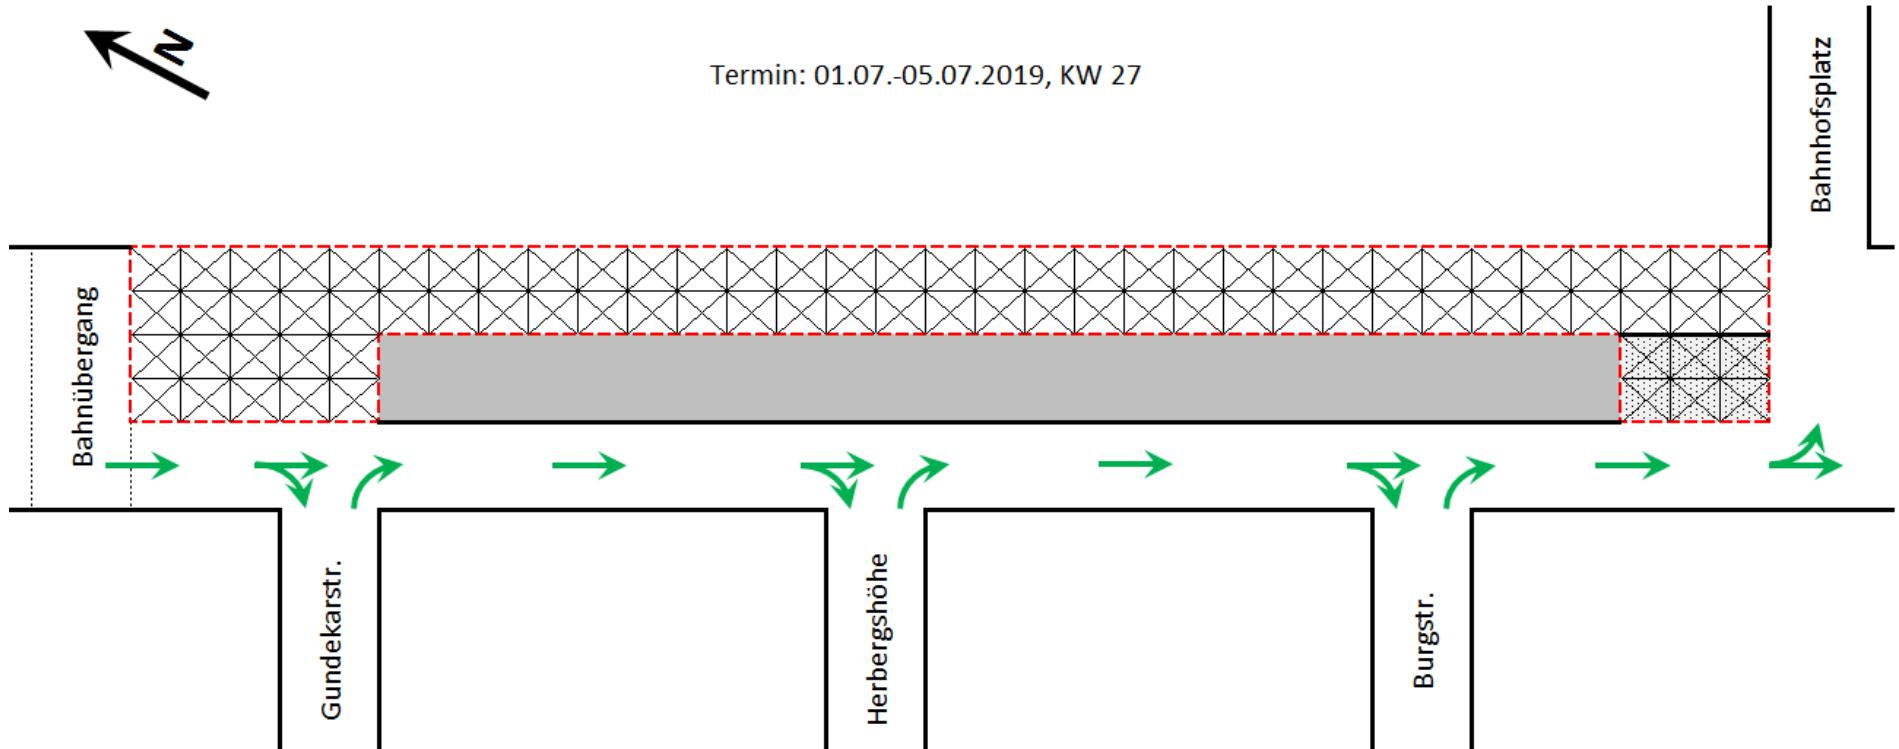 N
Termin: 01.07.-05.07.2019, KW 27
Bahnhofsplatz
Bahnübergang
Gundekarstr.
Herbergshöhe
Burgstr.